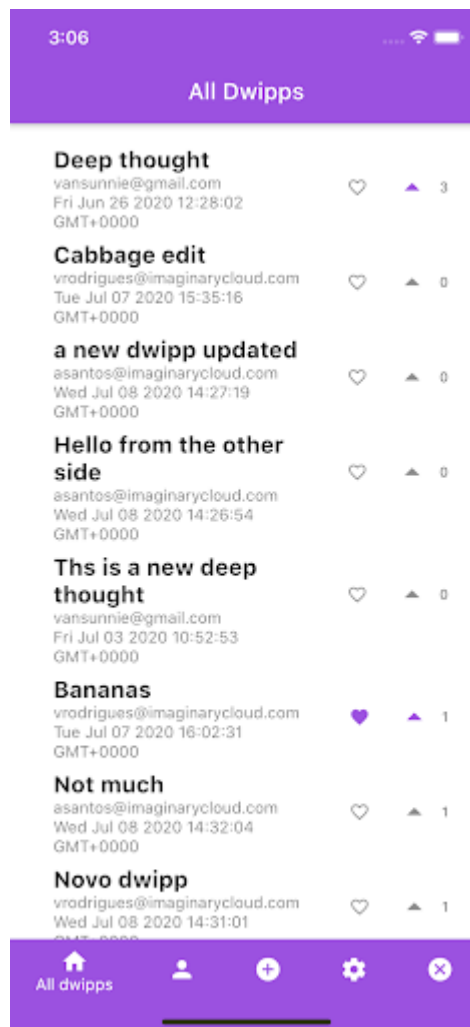 3:06
All Dwipps
Deep thought
vansunnie@gmail.com
Fri Jun 26 2020 12:28:02
GMT+0000
3
Cabbage edit
vrodrigues@imaginarycloud.com
Tue Jul 07 2020 15:35:16
GMT+0000
0
a new dwipp updated
asantos@imaginarycloud.com
Wed Jul 08 2020 14:27:19
GMT+0000
0
Hello from the other
side
asantos@imaginarycloud.com
Wed Jul 08 2020 14:26:54
GMT+0000
0
Ths is a new deep
thought
vansunnie@gmail.com
Fri Jul 03 2020 10:52:53
GMT+0000
0
Bananas
vrodrigues@imaginarycloud.com
Tue Jul 07 2020 16:02:31
GMT+0000
1
Not much
asantos@imaginarycloud.com
Wed Jul 08 2020 14:32:04
GMT+0000
1
Novo dwipp
vrodrigues@imaginarycloud.com
Wed Jul 08 2020 14:31:01
1
All dwipps